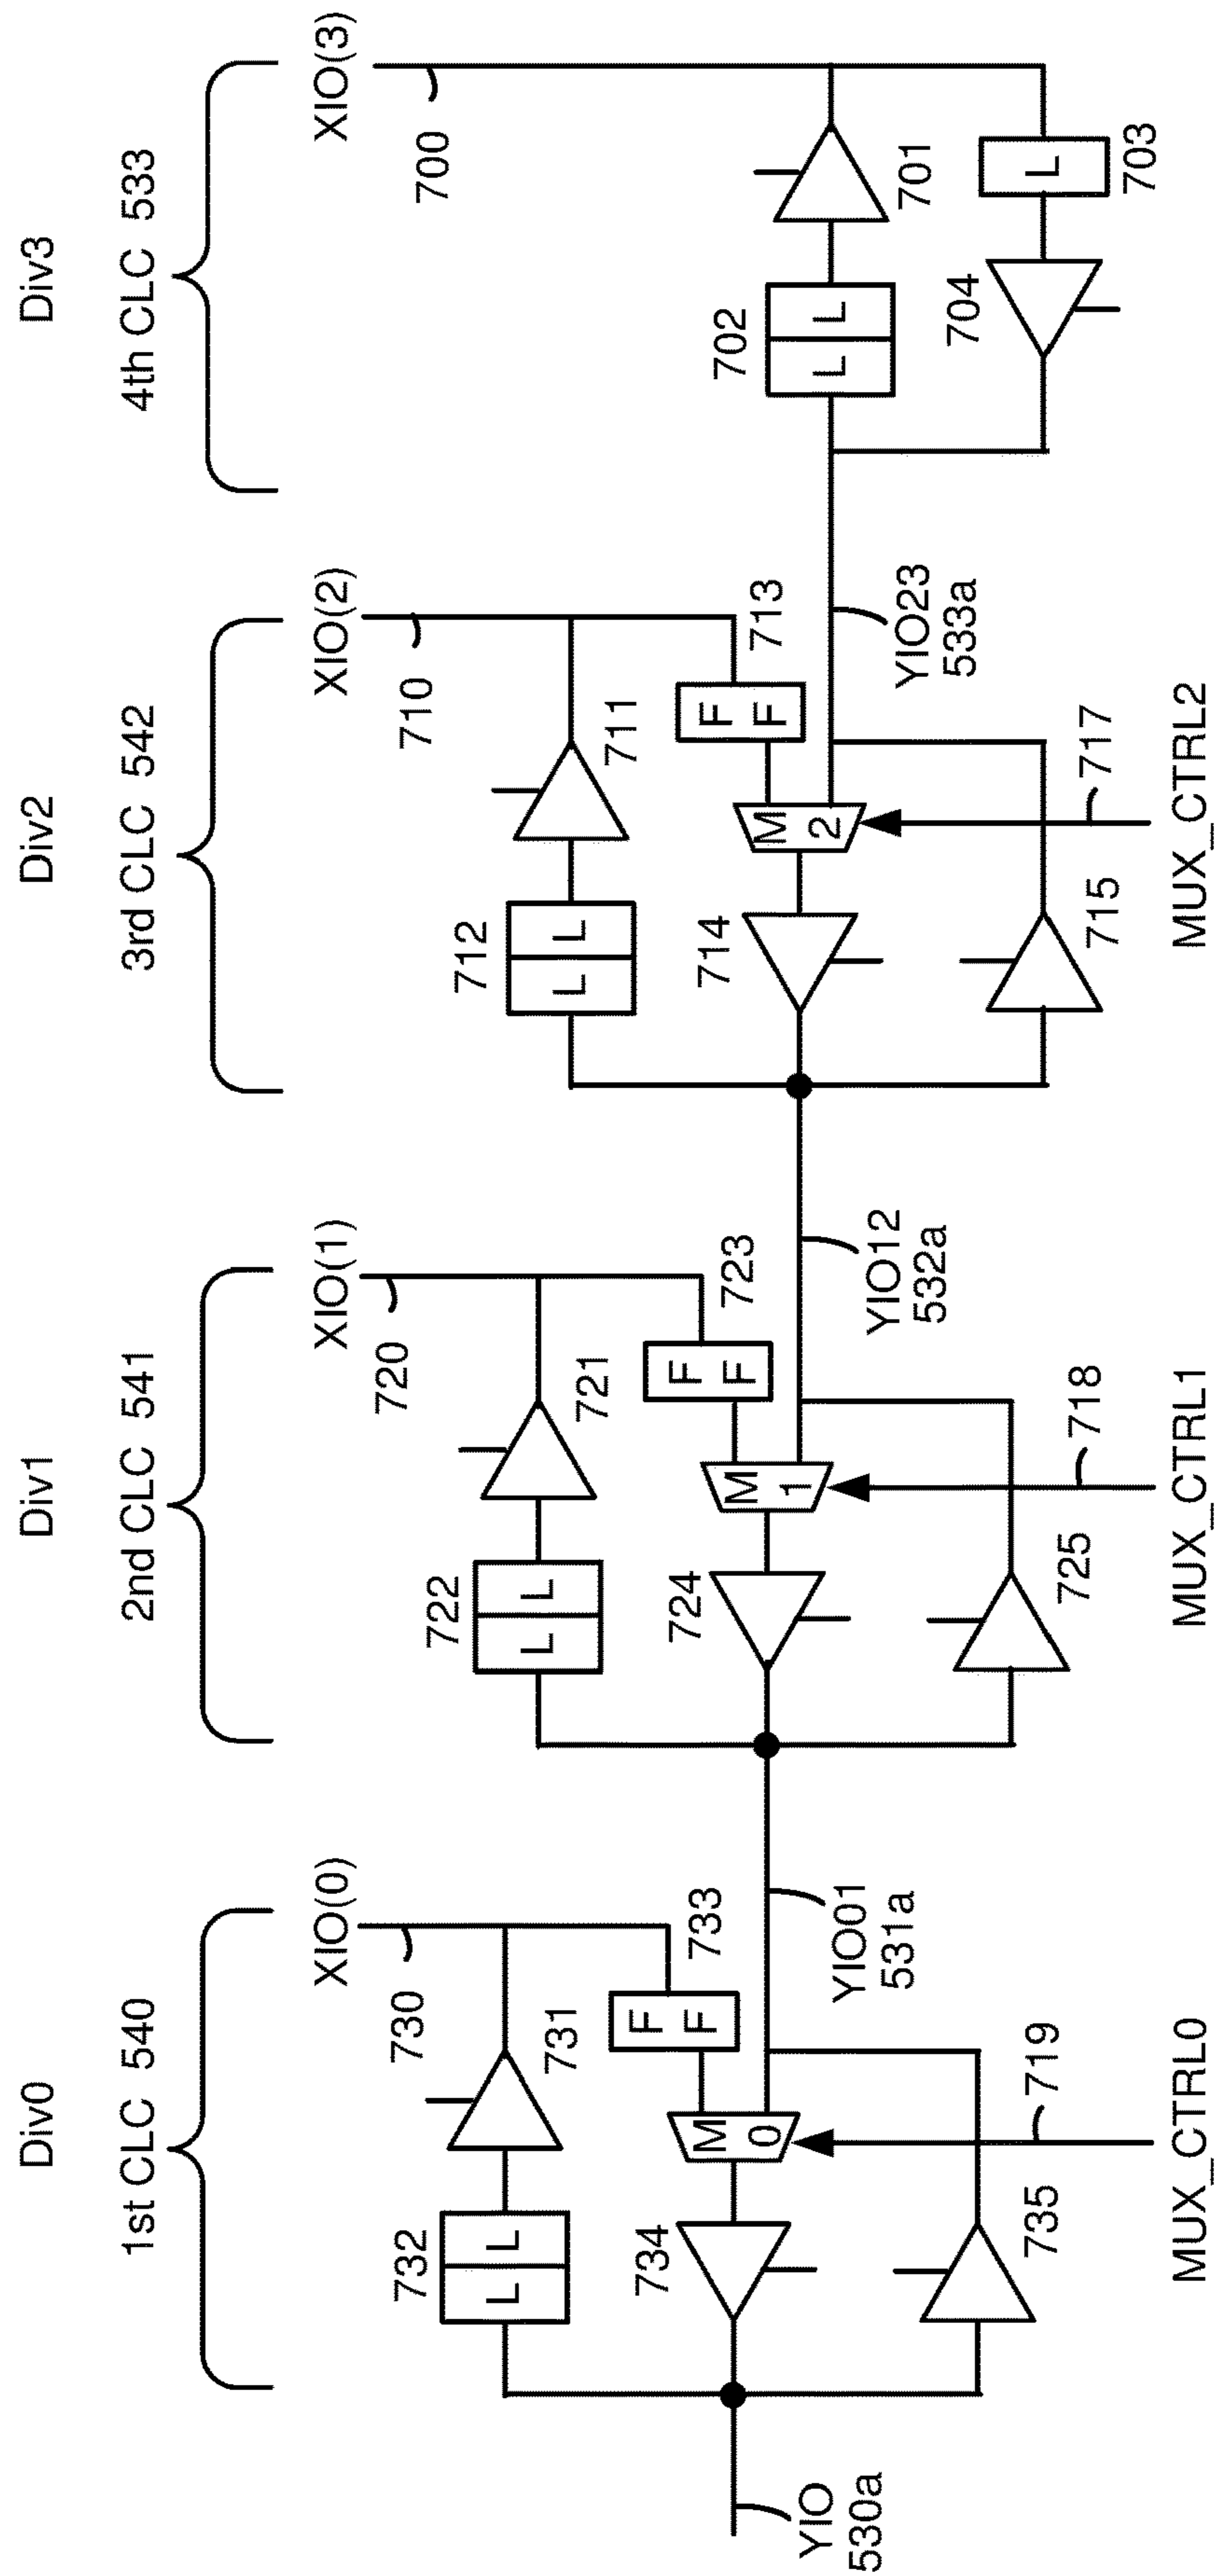 Div0
1st CLC 540
XIO(0)
730
731
732
L L
733
F F
M 0
734
735
YIO
530a
719
MUX_CTRL0
YIO01
531a
Div1
2nd CLC 541
XIO(1)
720
721
722
L L
723
F F
M 1
724
725
718
MUX_CTRL1
YIO12
532a
Div2
3rd CLC 542
XIO(2)
710
711
712
L L
713
F F
M 2
714
715
717
MUX_CTRL2
YIO23
533a
Div3
4th CLC 533
XIO(3)
700
701
702
L L
703
L
704